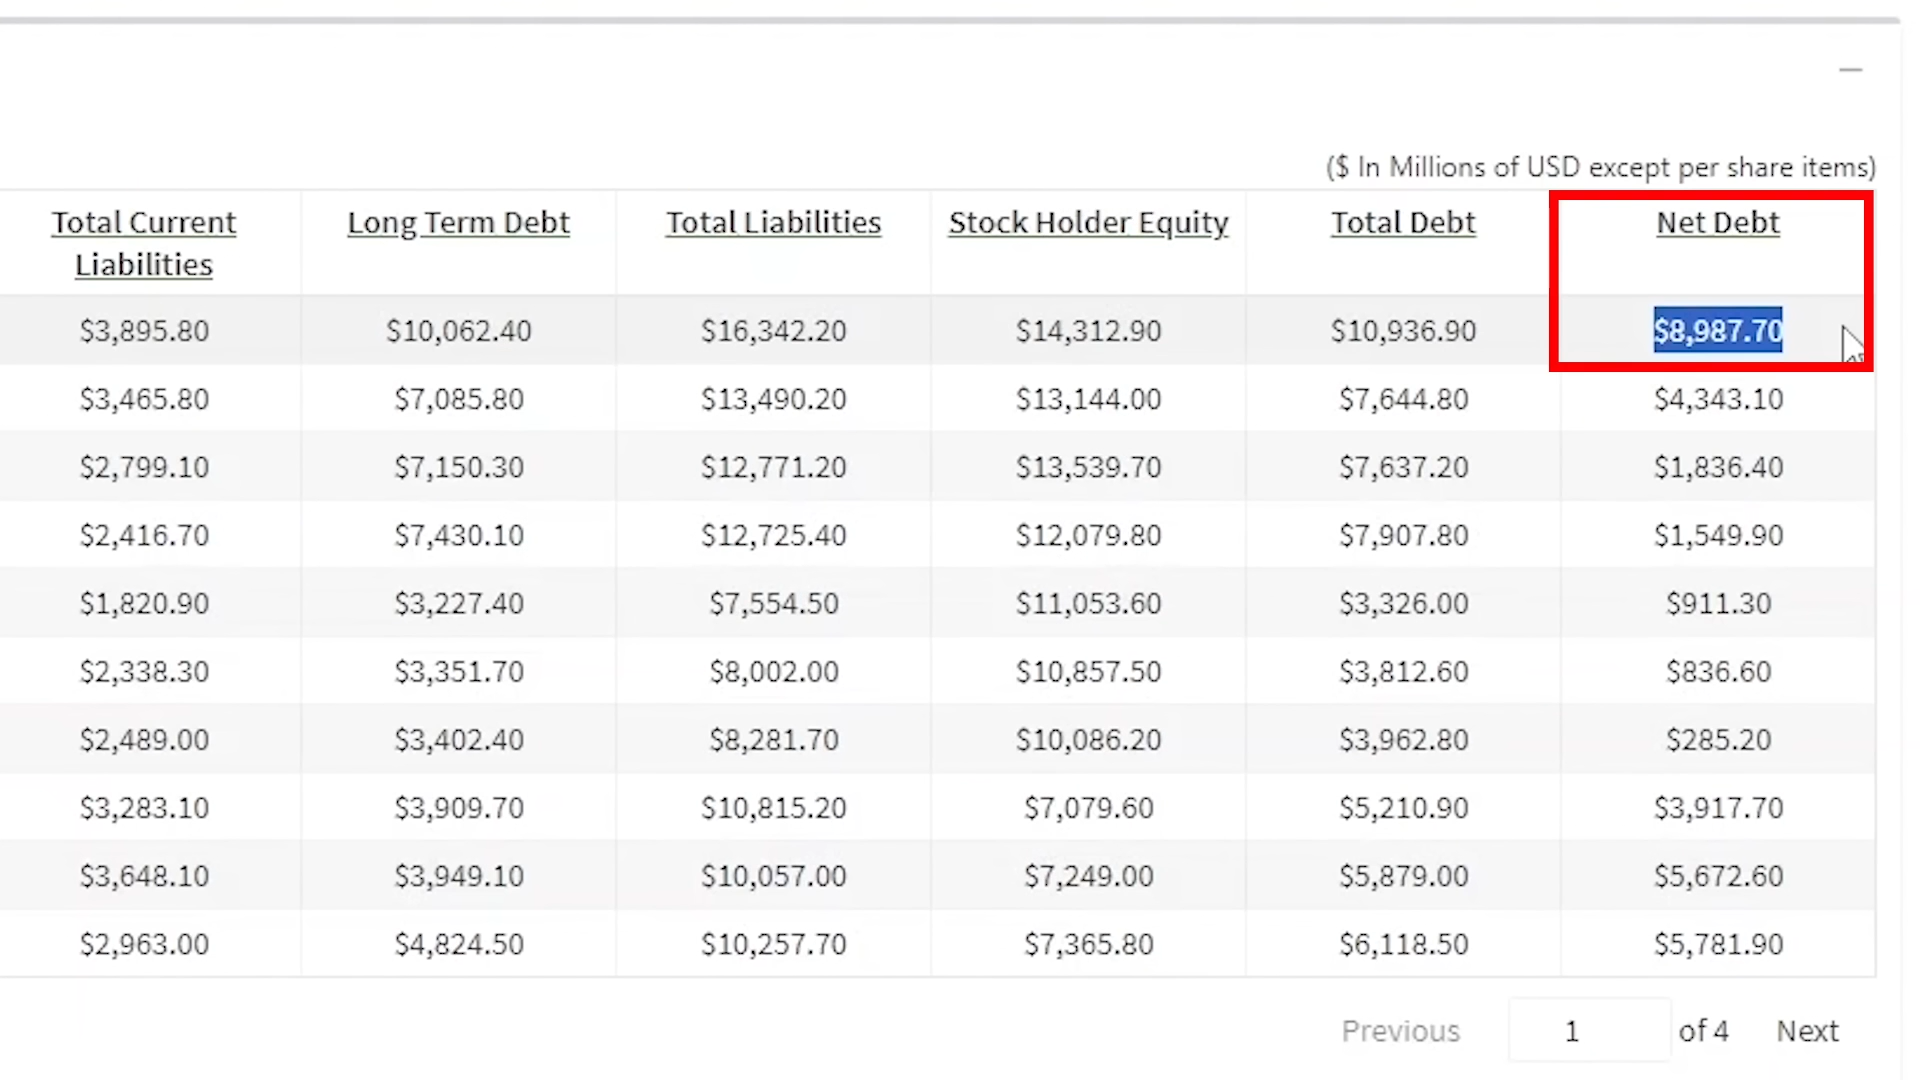 ($ In Millions of USD except per share items)
Total Current Liabilities Long Term Debt Total Liabilities Stock Holder Equity Total Debt Net Debt
$3,895.80 $10,062.40 $16,342.20 $14,312.90 $10,936.90 $8,987.70
$3,465.80 $7,085.80 $13,490.20 $13,144.00 $7,644.80 $4,343.10
$2,799.10 $7,150.30 $12,771.20 $13,539.70 $7,637.20 $1,836.40
$2,416.70 $7,430.10 $12,725.40 $12,079.80 $7,907.80 $1,549.90
$1,820.90 $3,227.40 $7,554.50 $11,053.60 $3,326.00 $911.30
$2,338.30 $3,351.70 $8,002.00 $10,857.50 $3,812.60 $836.60
$2,489.00 $3,402.40 $8,281.70 $10,086.20 $3,962.80 $285.20
$3,283.10 $3,909.70 $10,815.20 $7,079.60 $5,210.90 $3,917.70
$3,648.10 $3,949.10 $10,057.00 $7,249.00 $5,879.00 $5,672.60
$2,963.00 $4,824.50 $10,257.70 $7,365.80 $6,118.50 $5,781.90
Previous 1 of 4 Next